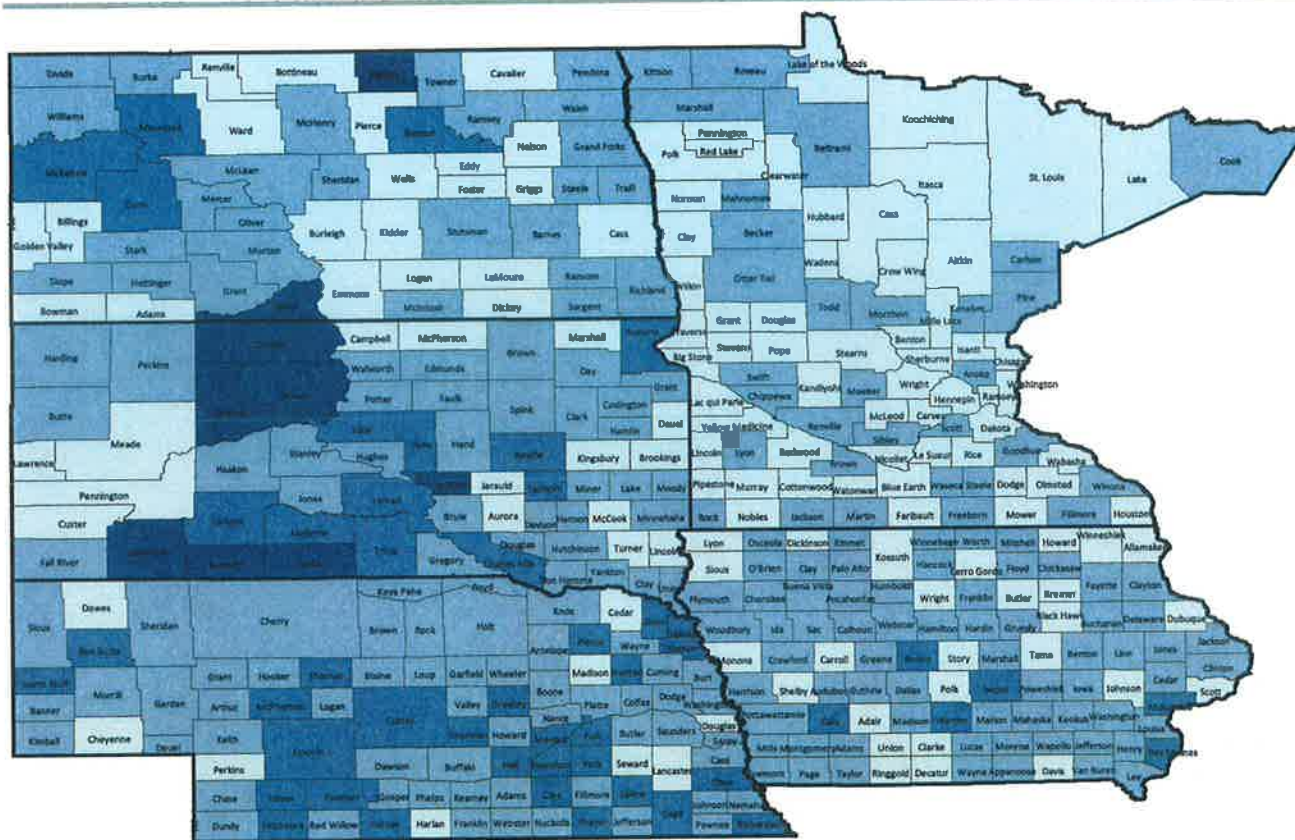 Divide
Burke
Renville
Bottineau
Towner
Cavalier
Pembina
Williams
Ward
McHenry
Pierce
Ramsey
Walsh
Nelson
Grand Forks
McKenzie
McLean
Sheridan
Wells
Eddy
Foster
Griggs
Steele
Traill
Mercer
Oliver
Billings
Golden Valley
Stark
Morton
Burleigh
Kidder
Stutsman
Barnes
Cass
Slope
Hettinger
Grant
Emmons
Logan
LaMoure
Ransom
Richland
Bowman
Adams
McIntosh
Dickey
Sargent
Kittson
Roseau
Lake of the Woods
Marshall
Koochiching
Pennington
Red Lake
Polk
Beltrami
Clearwater
St. Louis
Lake
Cook
Itasca
Norman
Mahnomen
Hubbard
Cass
Clay
Becker
Wadena
Crow Wing
Aitkin
Carlton
Wilkin
Otter Tail
Todd
Morrison
Mille Lacs
Pine
Grant
Douglas
Traverse
Stevens
Pope
Stearns
Benton
Sherburne
Isanti
Big Stone
Swift
Anoka
Washington
Chippewa
Kandiyohi
Meeker
Wright
Hennepin
Ramsey
Lac qui Parle
McLeod
Carver
Yellow Medicine
Renville
Sibley
Scott
Dakota
Lincoln
Lyon
Redwood
Brown
Nicollet
Le Sueur
Rice
Goodhue
Wabasha
Pipestone
Murray
Cottonwood
Watonwan
Blue Earth
Waseca
Steele
Dodge
Olmsted
Winona
Rock
Nobles
Jackson
Martin
Faribault
Freeborn
Mower
Fillmore
Houston
Harding
Perkins
Campbell
McPherson
Brown
Marshall
Walworth
Edmunds
Day
Grant
Butte
Potter
Faulk
Spink
Clark
Codington
Hamlin
Deuel
Meade
Lawrence
Haakon
Stanley
Hughes
Hand
Kingsbury
Brookings
Pennington
Jones
Jerauld
Miner
Lake
Moody
Custer
Brule
Aurora
Davison
Hanson
McCook
Minnehaha
Fall River
Tripp
Gregory
Douglas
Charles Mix
Hutchinson
Turner
Lincoln
Yankton
Bon Homme
Clay
Sioux
Dawes
Sheridan
Cherry
Keya Paha
Boyd
Brown
Rock
Holt
Knox
Cedar
Box Butte
Antelope
Pierce
Wayne
Scotts Bluff
Morrill
Garden
Grant
Hooker
Thomas
Blaine
Loup
Garfield
Wheeler
Boone
Madison
Stanton
Cuming
Burt
Banner
Arthur
McPherson
Logan
Custer
Valley
Greeley
Nance
Platte
Colfax
Dodge
Washington
Kimball
Cheyenne
Deuel
Keith
Lincoln
Sherman
Howard
Merrick
Polk
Butler
Saunders
Douglas
Sarpy
Perkins
Dawson
Buffalo
Hall
Hamilton
York
Seward
Lancaster
Cass
Otoe
Chase
Hayes
Frontier
Gosper
Phelps
Kearney
Adams
Clay
Fillmore
Saline
Gage
Johnson
Nemaha
Dundy
Hitchcock
Red Willow
Furnas
Harlan
Franklin
Webster
Nuckolls
Thayer
Jefferson
Pawnee
Richardson
Lyon
Osceola
Dickinson
Emmet
Kossuth
Winnebago
Worth
Mitchell
Howard
Winneshiek
Allamakee
Sioux
O'Brien
Clay
Palo Alto
Hancock
Cerro Gordo
Floyd
Chickasaw
Plymouth
Cherokee
Buena Vista
Pocahontas
Humboldt
Wright
Franklin
Butler
Bremer
Fayette
Clayton
Woodbury
Ida
Sac
Calhoun
Webster
Hamilton
Hardin
Grundy
Black Hawk
Buchanan
Delaware
Dubuque
Monona
Crawford
Carroll
Greene
Boone
Story
Marshall
Tama
Benton
Linn
Jones
Jackson
Harrison
Shelby
Audubon
Guthrie
Dallas
Polk
Jasper
Poweshiek
Iowa
Johnson
Cedar
Clinton
Scott
Pottawattamie
Cass
Adair
Madison
Warren
Marion
Mahaska
Keokuk
Washington
Louisa
Mills
Montgomery
Adams
Union
Clarke
Lucas
Monroe
Wapello
Jefferson
Henry
Des Moines
Fremont
Page
Taylor
Ringgold
Decatur
Wayne
Appanoose
Davis
Van Buren
Lee